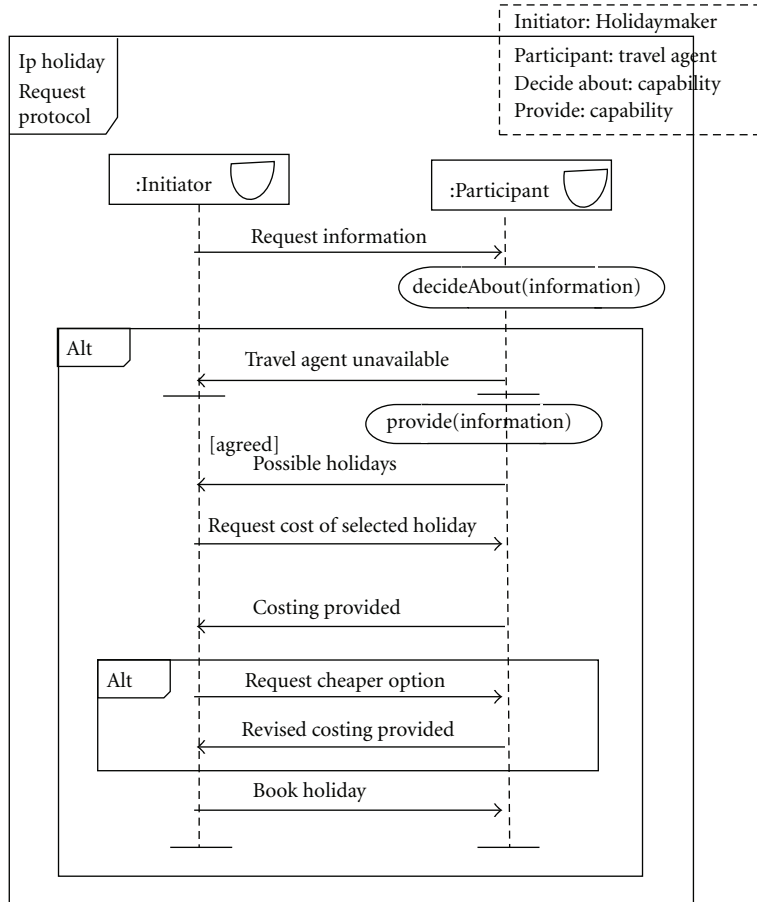 Initiator: Holidaymaker
Participant: travel agent
Decide about: capability
Provide: capability
Ip holiday
Request
protocol
:Initiator
:Participant
Request information
decideAbout(information)
Alt
Travel agent unavailable
provide(information)
[agreed]
Possible holidays
Request cost of selected holiday
Costing provided
Alt
Request cheaper option
Revised costing provided
Book holiday